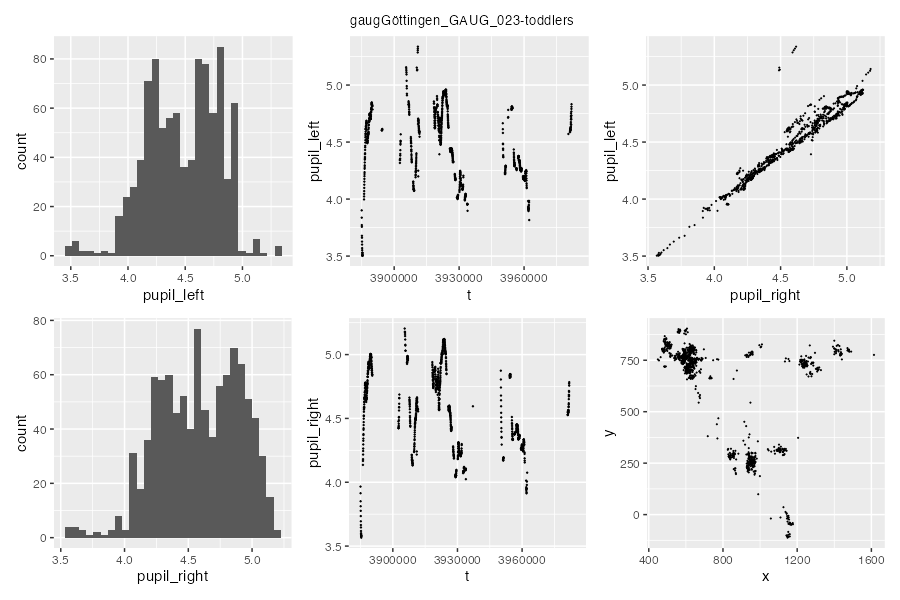 gaugGöttingen_GAUG_023-toddlers
count
80
60
40
20
0
3.5 4.0 4.5 5.0
pupil_left
pupil_left
5.0
4.5
4.0
3.5
3900000 3930000 3960000
t
pupil_left
5.0
4.5
4.0
3.5
3.5 4.0 4.5 5.0
pupil_right
count
80
60
40
20
0
3.5 4.0 4.5 5.0
pupil_right
pupil_right
5.0
4.5
4.0
3.5
3900000 3930000 3960000
t
y
750
500
250
0
400 800 1200 1600
x